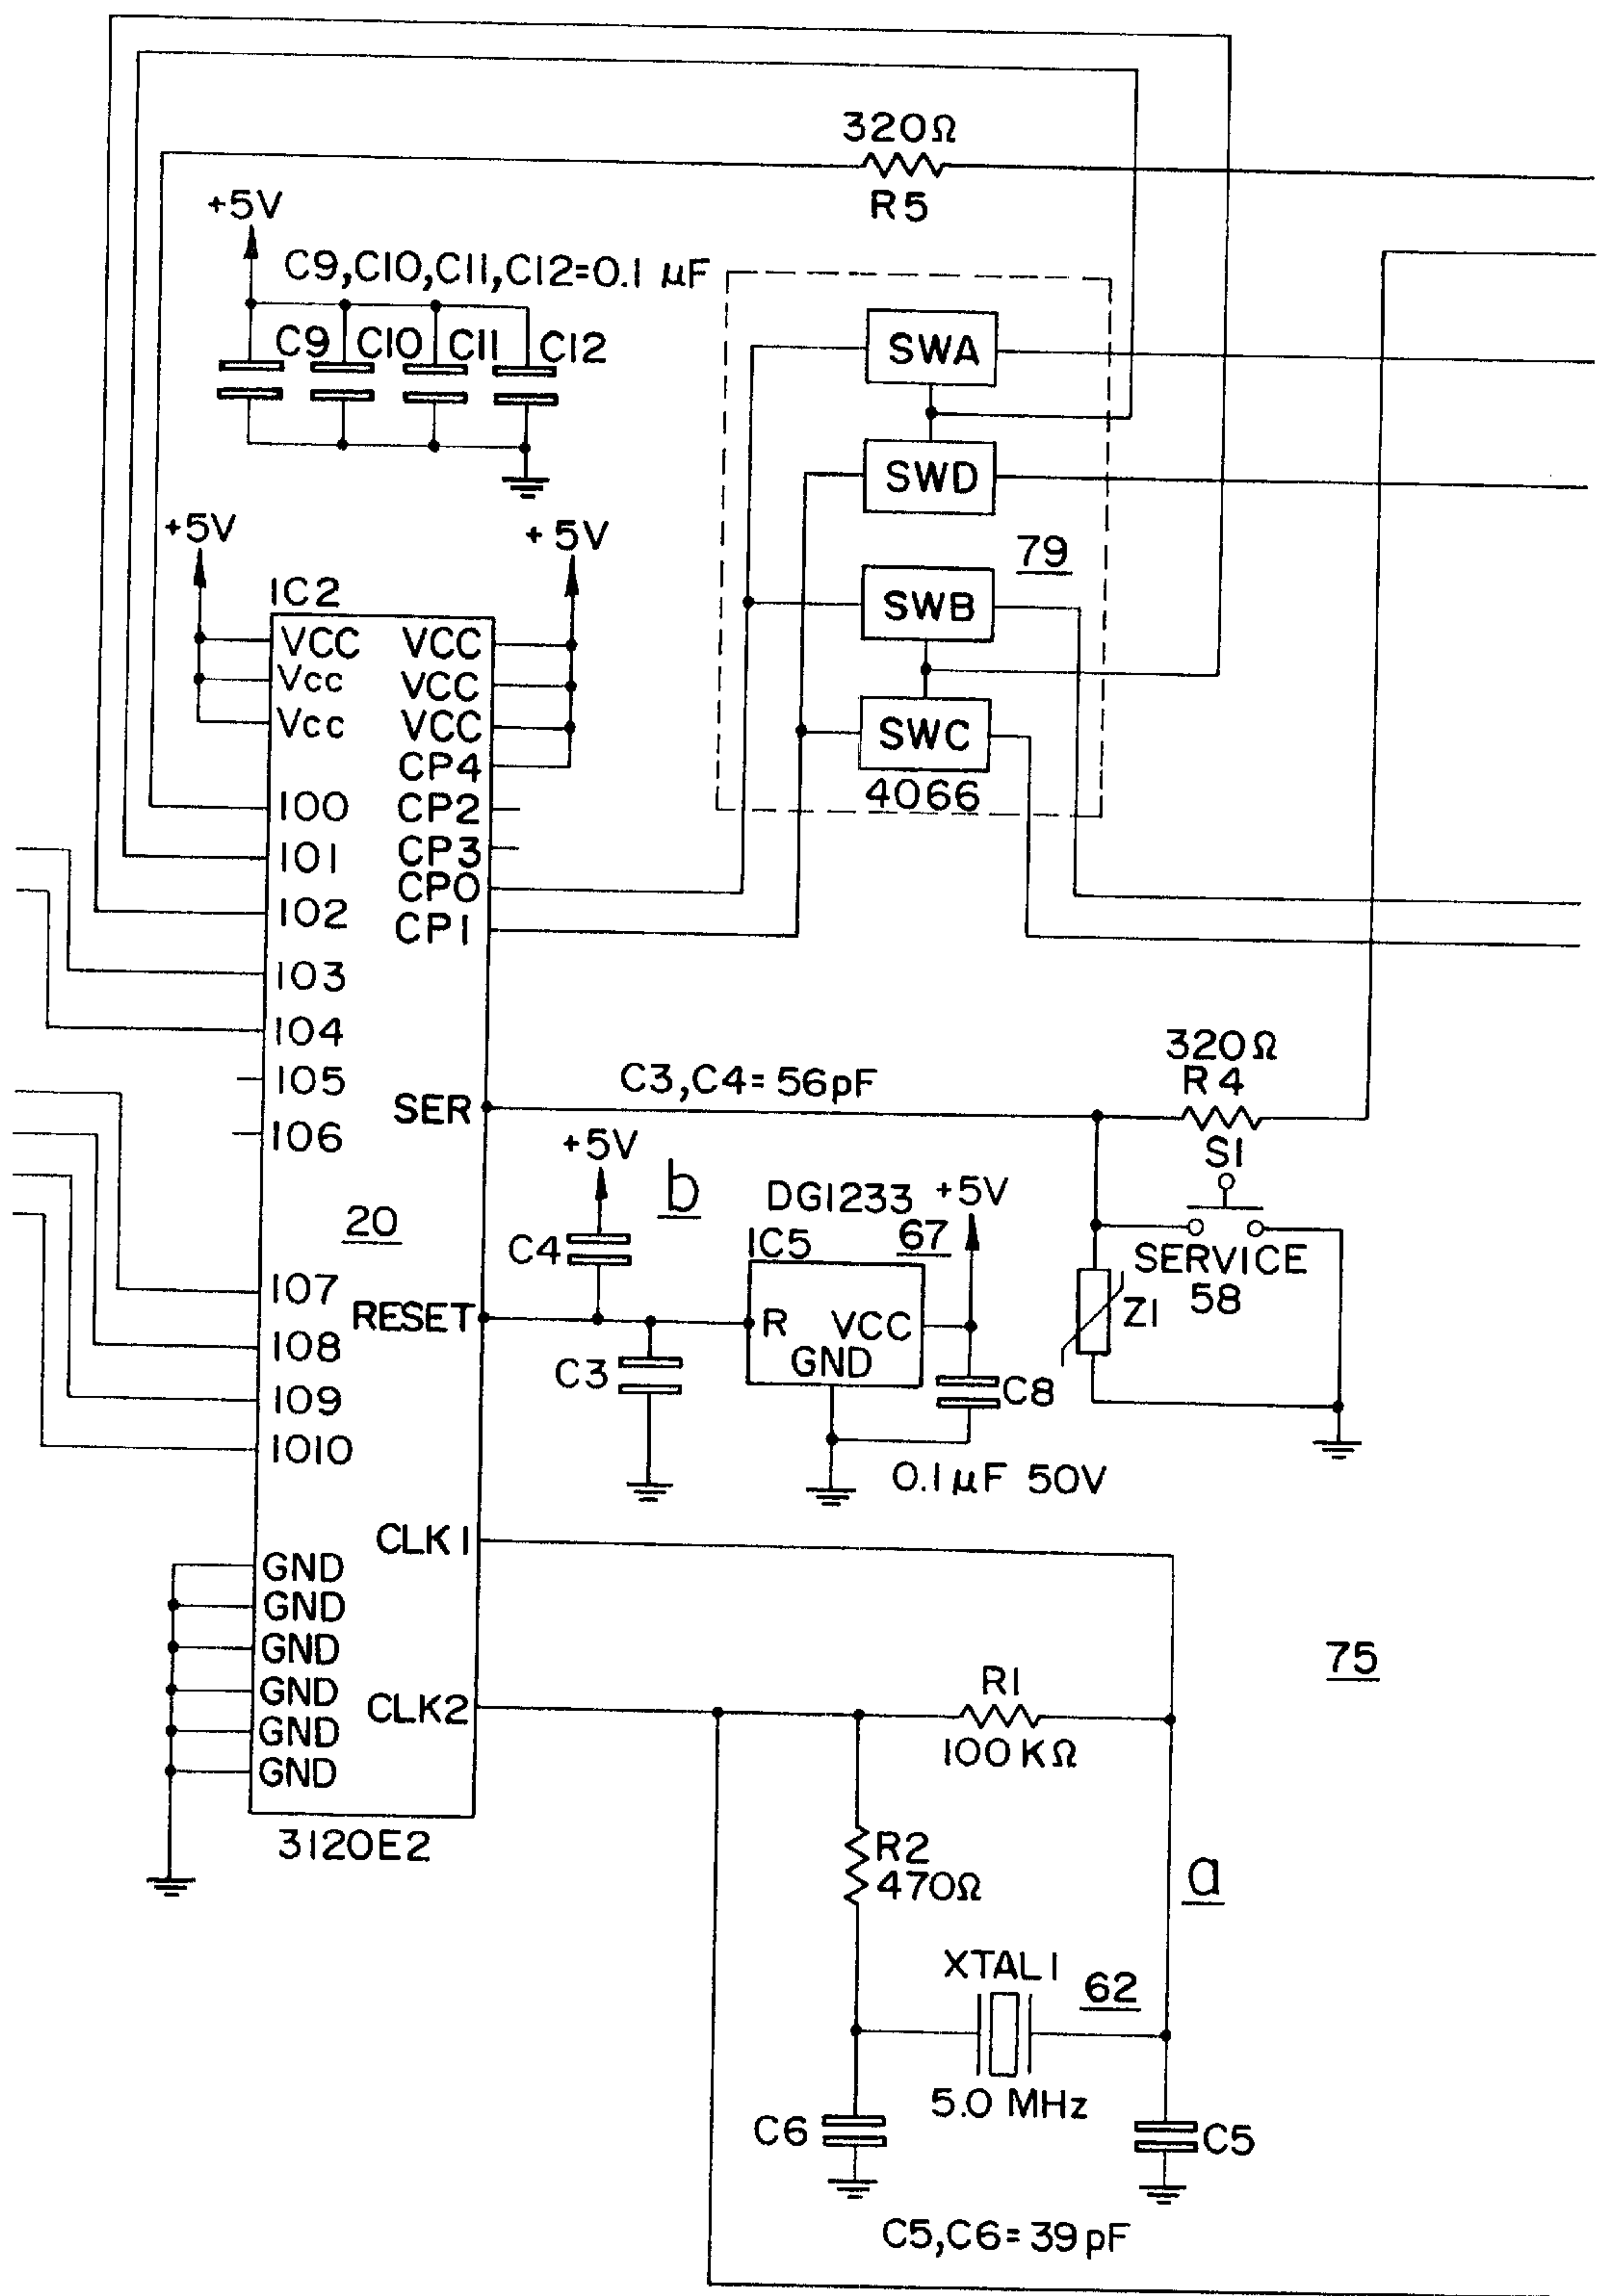 320Ω
R5
+5V
C9,C10,C11,C12=0.1 μF
C9 C10 C11 C12
SWA
SWD
79
SWB
SWC
4066
+5V
+5V
IC2
VCC VCC
Vcc VCC
Vcc VCC
CP4
IO0 CP2
IO1 CP3
CP0
IO2 CP1
IO3
IO4
IO5
SER
IO6
20
IO7
RESET
IO8
IO9
IO10
CLK1
GND
GND
GND
GND
CLK2
GND
GND
3120E2
C3,C4=56pF
320Ω
R4
S1
SERVICE
58
Z1
+5V
b
C4
C3
DG1233
+5V
IC5
67
R VCC
GND
C8
0.1μF 50V
75
R1
100KΩ
R2
470Ω
a
XTAL1
62
5.0 MHz
C6
C5
C5,C6=39pF